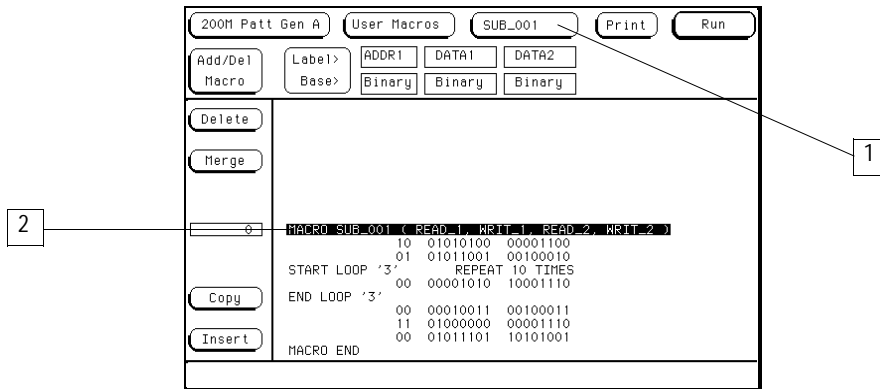 200M Patt Gen A User Macros SUB_001 Print Run
Add/Del Macro Label> ADDR1 DATA1 DATA2
Base> Binary Binary Binary
Delete
1
Merge
2
0 MACRO SUB_001 ( READ_1, WRIT_1, READ_2, WRIT_2 )
10 01010100 00001100
01 01011001 00100010
START LOOP '3' REPEAT 10 TIMES
00 00001010 10001110
Copy
END LOOP '3'
00 00010011 00100011
11 01000000 00001110
Insert
00 01011101 10101001
MACRO END